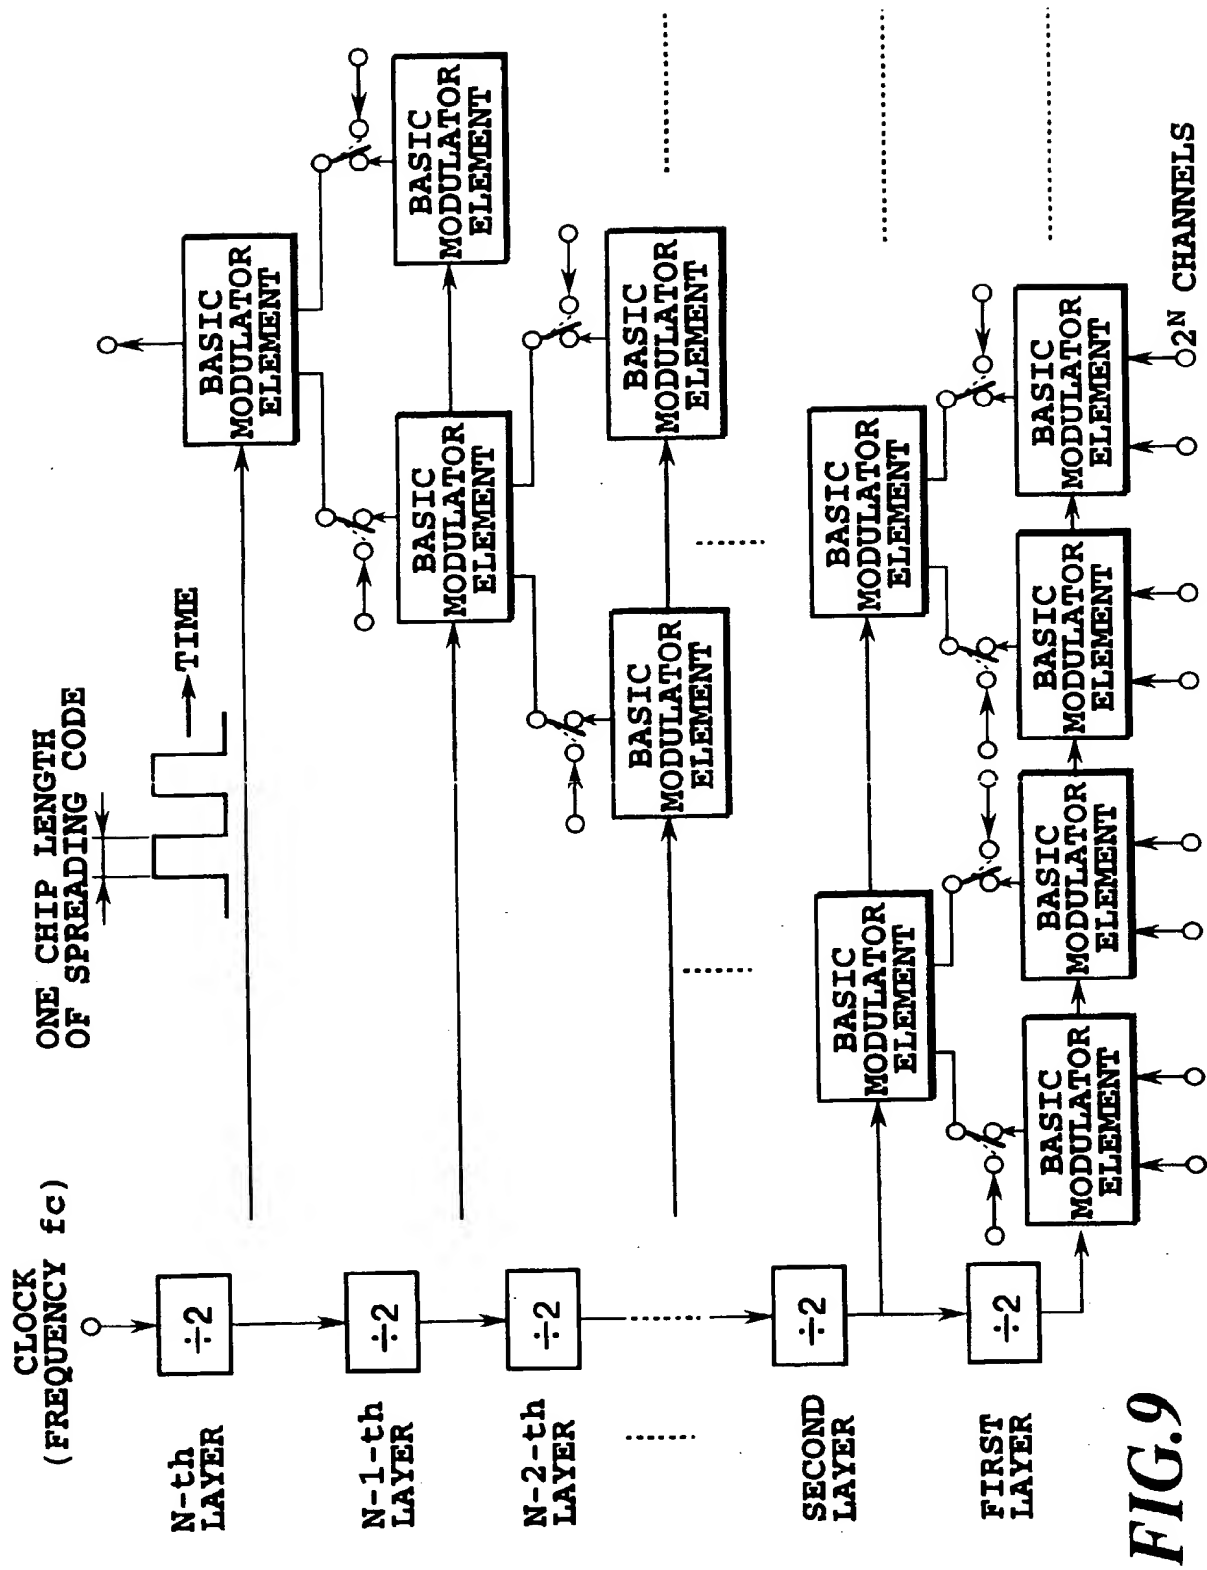 CLOCK
(FREQUENCY fc)
ONE CHIP LENGTH
OF SPREADING CODE
TIME
N-th
LAYER
÷2
BASIC
MODULATOR
ELEMENT
N-1-th
LAYER
÷2
BASIC
MODULATOR
ELEMENT
BASIC
MODULATOR
ELEMENT
N-2-th
LAYER
÷2
BASIC
MODULATOR
ELEMENT
BASIC
MODULATOR
ELEMENT
SECOND
LAYER
÷2
BASIC
MODULATOR
ELEMENT
BASIC
MODULATOR
ELEMENT
FIRST
LAYER
÷2
BASIC
MODULATOR
ELEMENT
BASIC
MODULATOR
ELEMENT
BASIC
MODULATOR
ELEMENT
BASIC
MODULATOR
ELEMENT
2^N CHANNELS
FIG.9